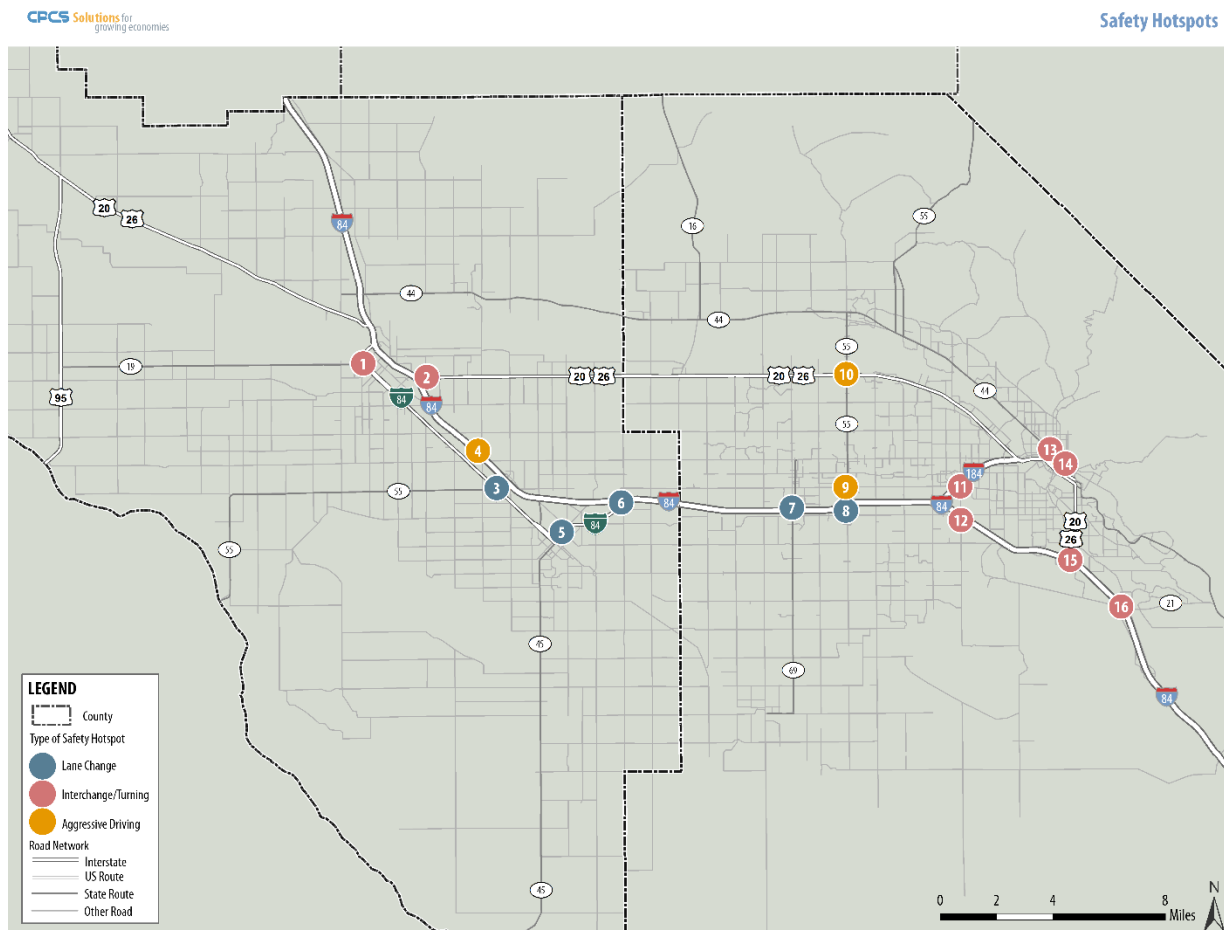 CPCS Solutions for
growing economies
Safety Hotspots
20
26
84
16
55
44
44
55
19
1
2
20 26
20 26
10
95
84
84
44
55
4
13
14
3
55
9
11
184
6
84
7
8
84
12
20
26
5
84
55
15
16
21
45
69
84
45
LEGEND
County
Type of Safety Hotspot
Lane Change
Interchange/Turning
Aggressive Driving
Road Network
Interstate
US Route
State Route
Other Road
0 2 4 8
Miles
N